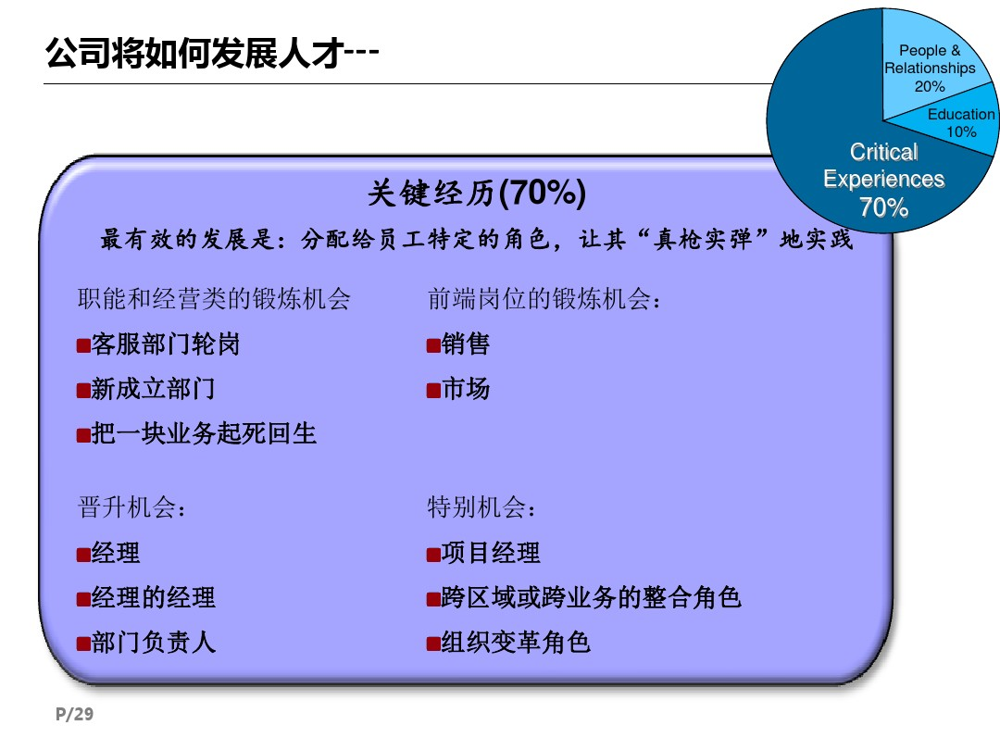 公司将如何发展人才---
People &
Relationships
20%
Education
10%
Critical
Experiences
70%
关键经历(70%)
最有效的发展是：分配给员工特定的角色，让其“真枪实弹”地实践
职能和经营类的锻炼机会
客服部门轮岗
新成立部门
把一块业务起死回生
前端岗位的锻炼机会：
销售
市场
晋升机会：
经理
经理的经理
部门负责人
特别机会：
项目经理
跨区域或跨业务的整合角色
组织变革角色
P/29